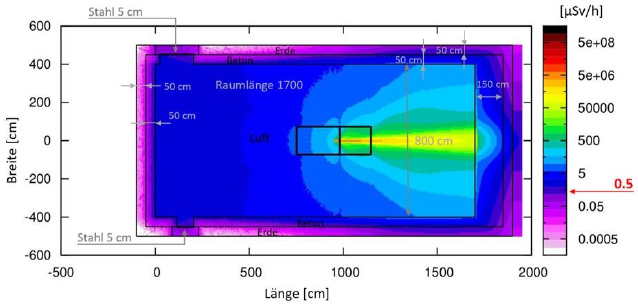 [µSv/h]
Stahl 5 cm
600
400
200
0
-200
-400
-600
Breite [cm]
Erde
50 cm
50 cm
Beton
50 cm
Raumlänge 1700
150 cm
50 cm
Luft
800 cm
Beton
Erde
Stahl 5 cm
-500
0
500
1000
1500
2000
Länge [cm]
5e+08
5e+06
50000
500
5
0.5
0.05
0.0005